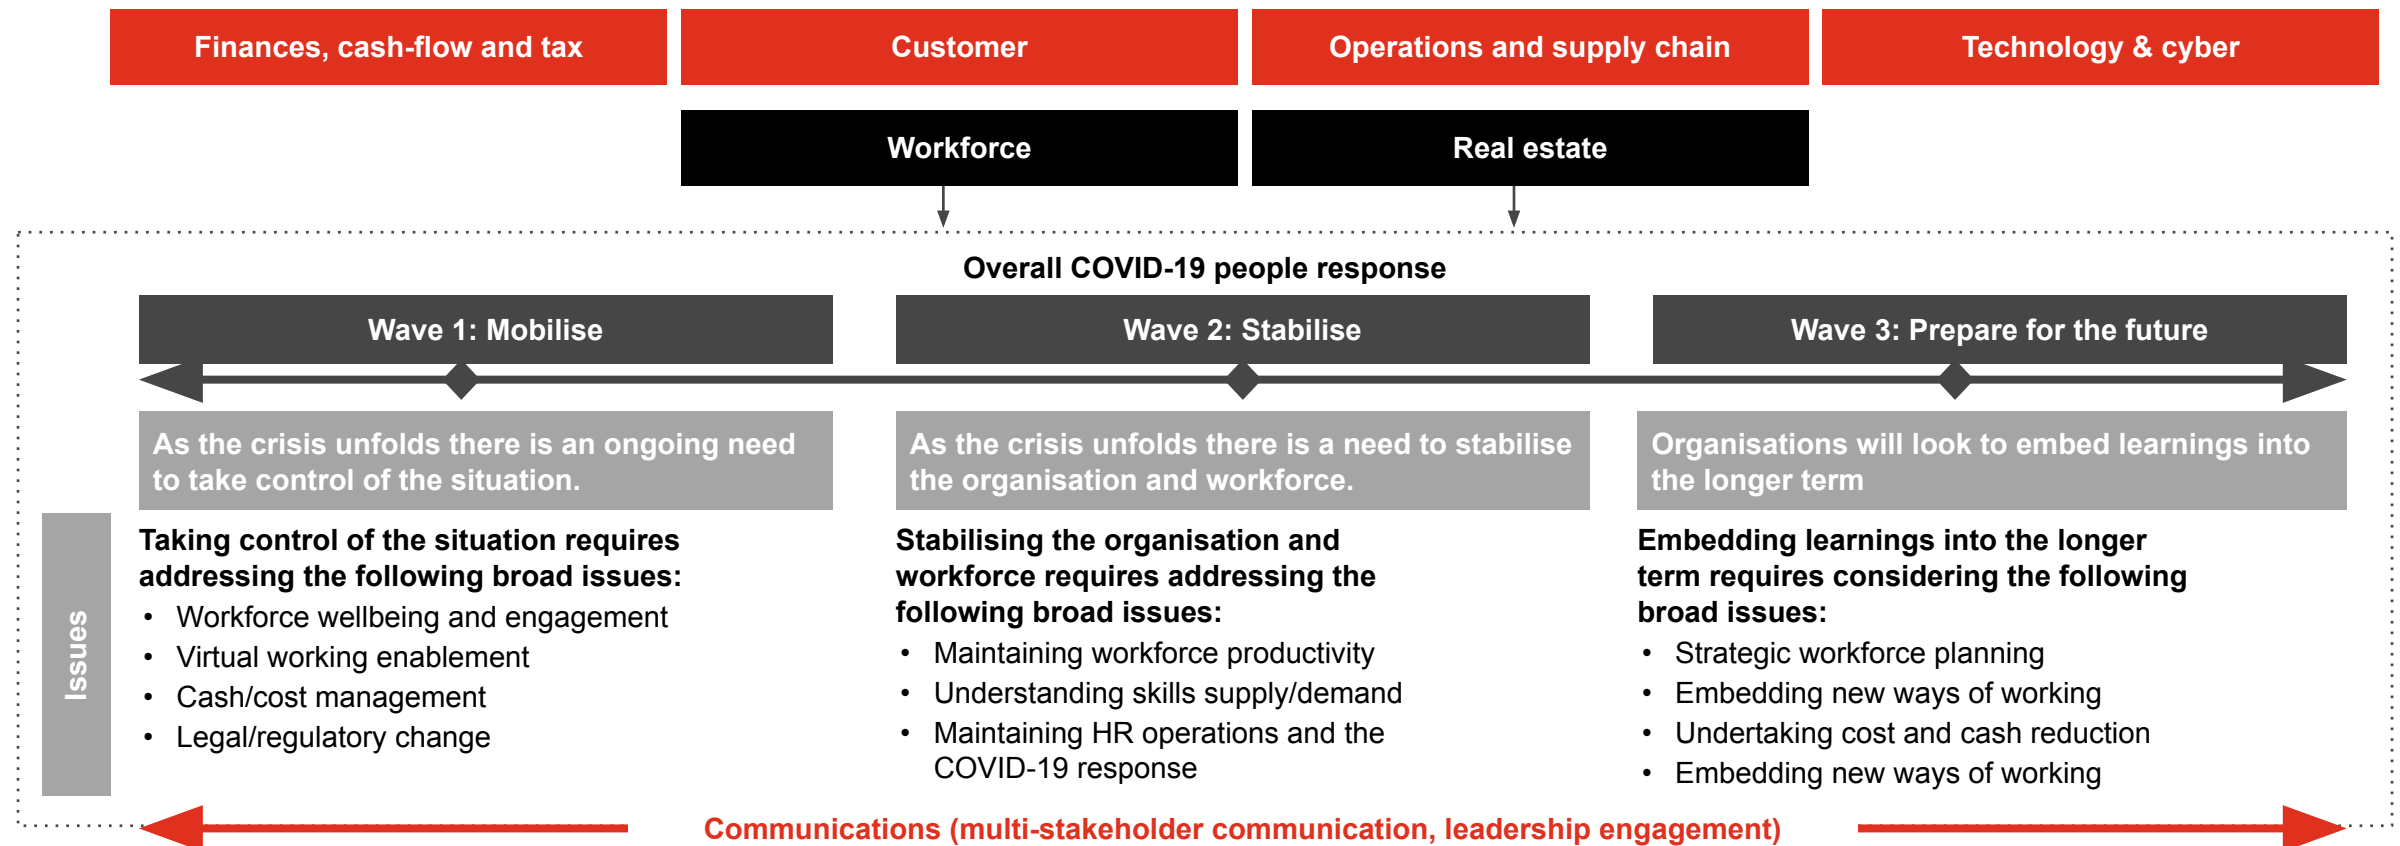 Finances, cash-flow and tax
Customer
Operations and supply chain
Technology & cyber
Workforce
Real estate
Overall COVID-19 people response
Wave 1: Mobilise
Wave 2: Stabilise
Wave 3: Prepare for the future
As the crisis unfolds there is an ongoing need
to take control of the situation.
As the crisis unfolds there is a need to stabilise
the organisation and workforce.
Organisations will look to embed learnings into
the longer term
Issues
Taking control of the situation requires
addressing the following broad issues:
• Workforce wellbeing and engagement
• Virtual working enablement
• Cash/cost management
• Legal/regulatory change
Stabilising the organisation and
workforce requires addressing the
following broad issues:
• Maintaining workforce productivity
• Understanding skills supply/demand
• Maintaining HR operations and the
COVID-19 response
Embedding learnings into the longer
term requires considering the following
broad issues:
• Strategic workforce planning
• Embedding new ways of working
• Undertaking cost and cash reduction
• Embedding new ways of working
Communications (multi-stakeholder communication, leadership engagement)